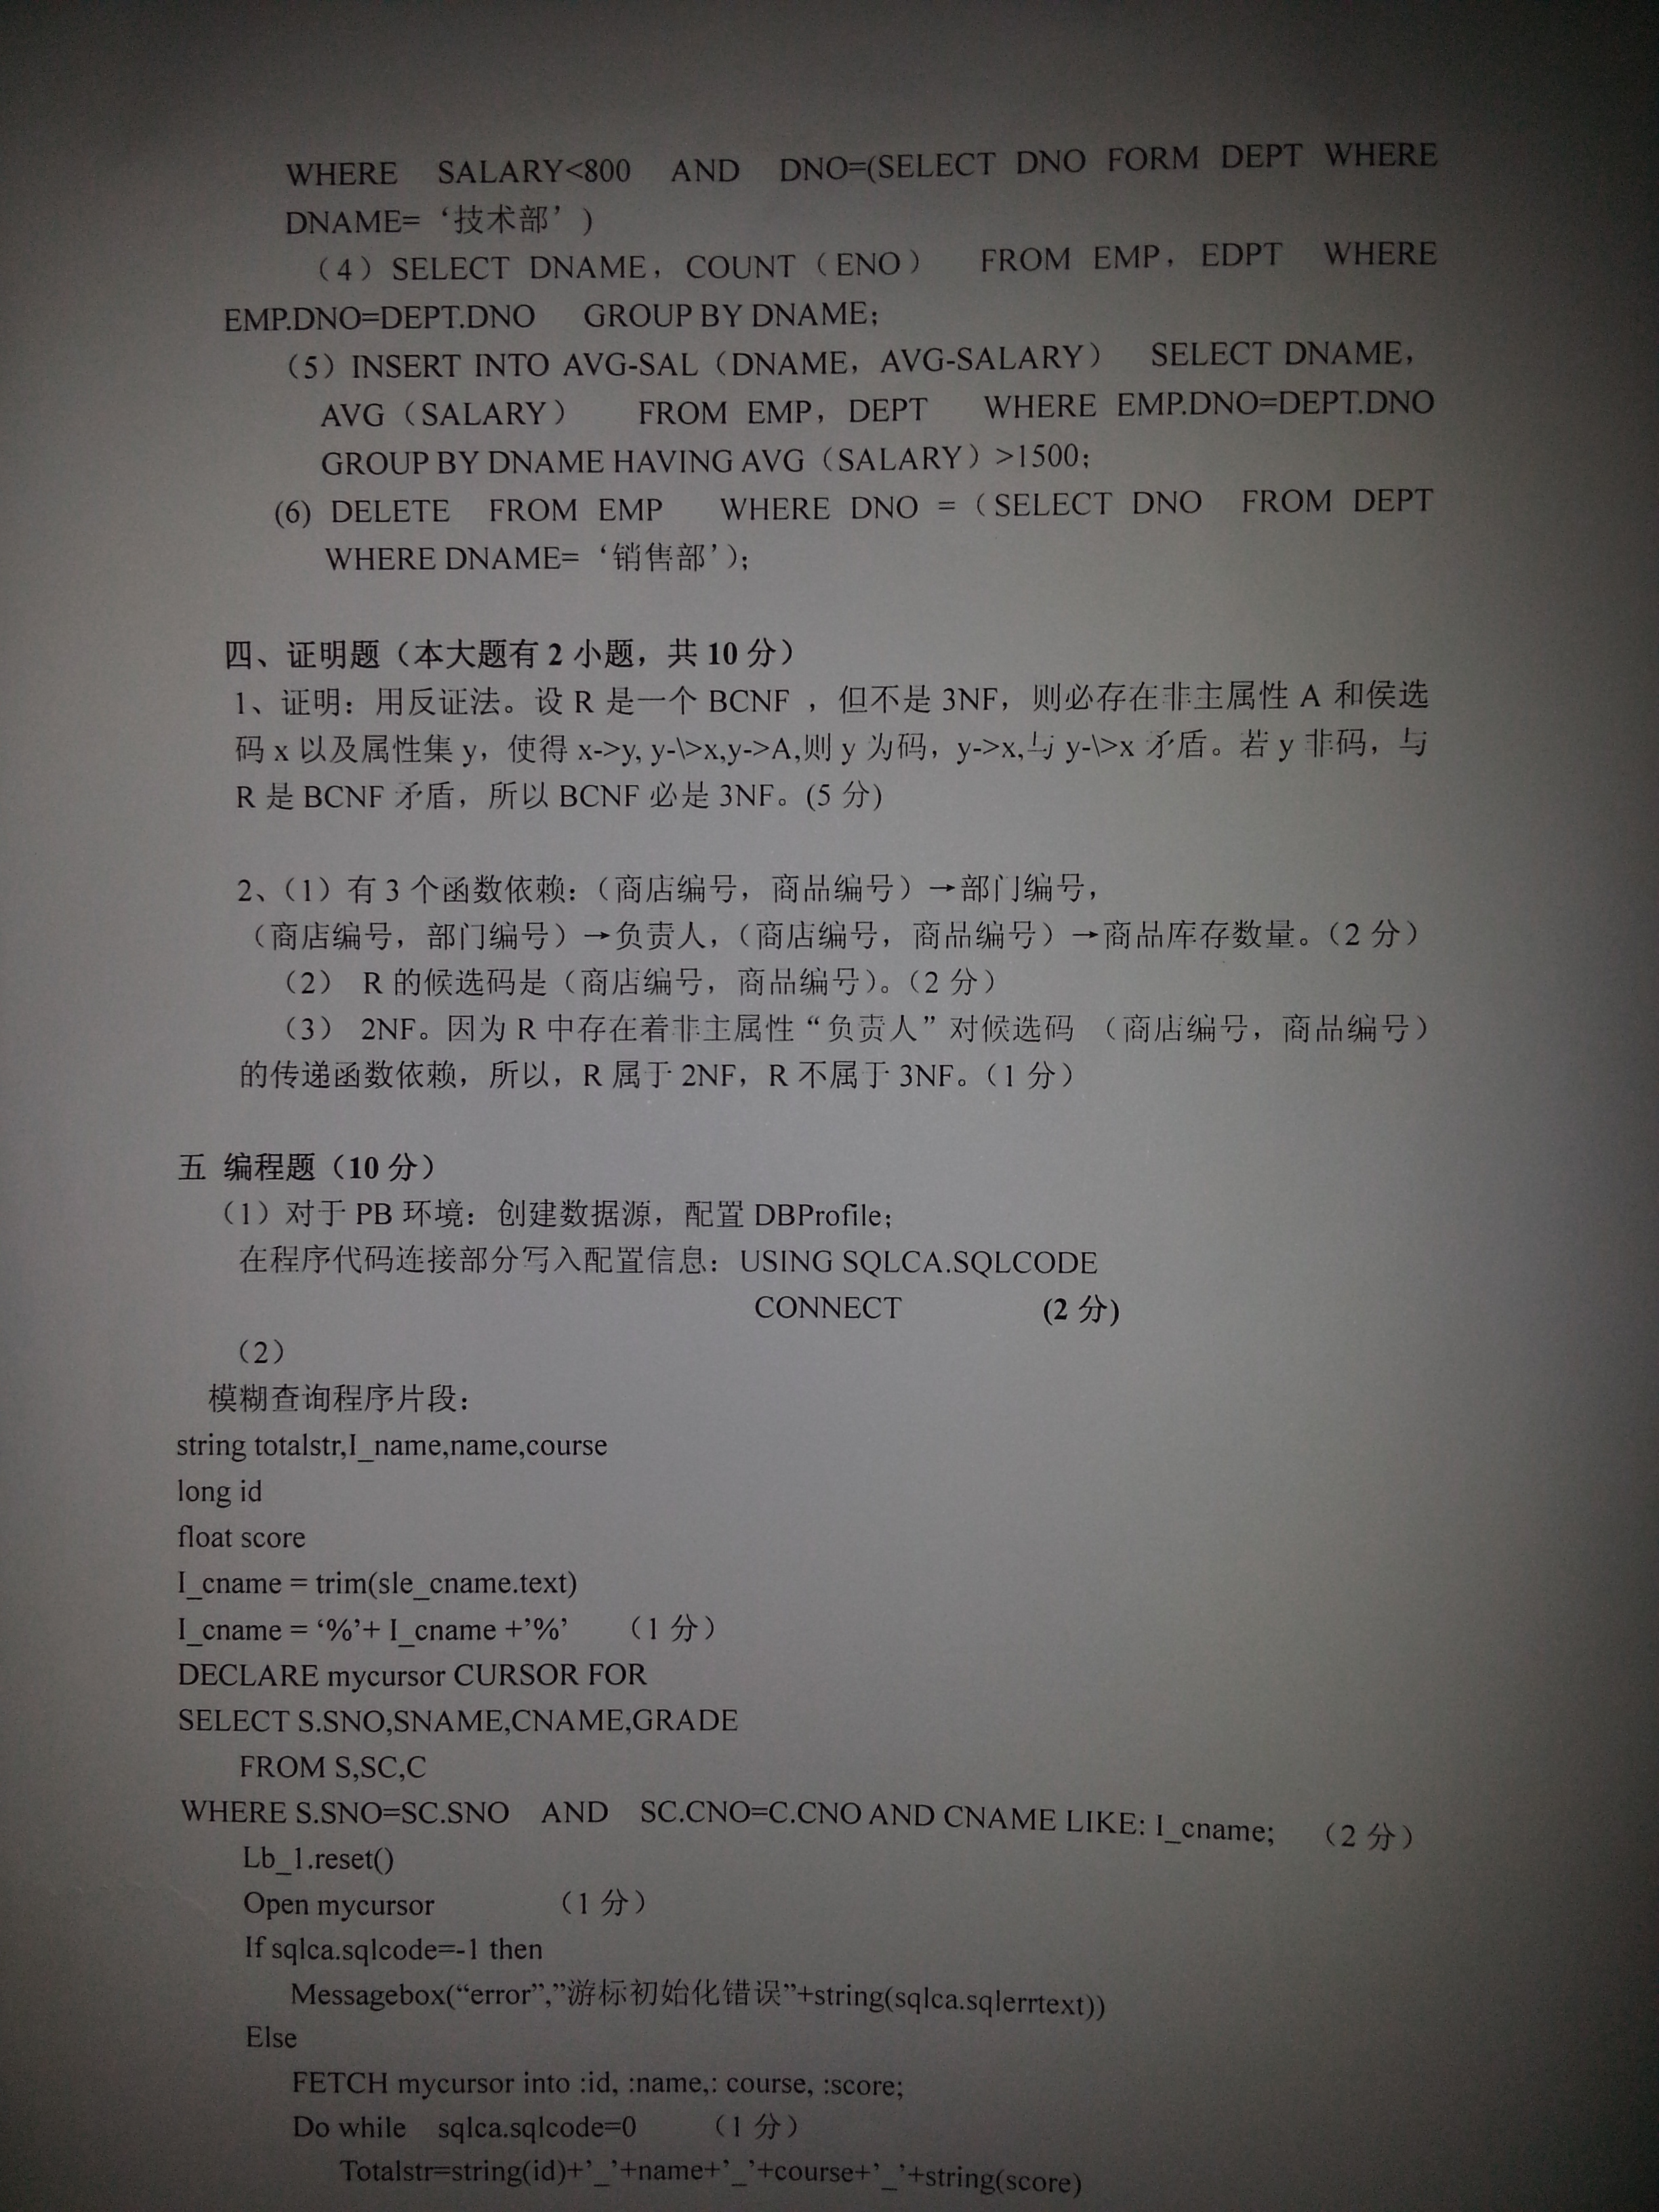 WHERE SALARY<800 AND DNO=(SELECT DNO FORM DEPT WHERE
DNAME= ‘技术部’)
（4）SELECT DNAME，COUNT（ENO） FROM EMP，EDPT WHERE
EMP.DNO=DEPT.DNO GROUP BY DNAME；
（5）INSERT INTO AVG-SAL（DNAME，AVG-SALARY） SELECT DNAME，
AVG（SALARY） FROM EMP，DEPT WHERE EMP.DNO=DEPT.DNO
GROUP BY DNAME HAVING AVG（SALARY）>1500；
(6) DELETE FROM EMP WHERE DNO =（SELECT DNO FROM DEPT
WHERE DNAME= ‘销售部’）；
四、证明题（本大题有 2 小题，共 10 分）
1、证明：用反证法。设 R 是一个 BCNF ，但不是 3NF，则必存在非主属性 A 和侯选
码 x 以及属性集 y，使得 x->y, y-\>x,y->A,则 y 为码，y->x,与 y-\>x 矛盾。若 y 非码，与
R 是 BCNF 矛盾，所以 BCNF 必是 3NF。(5 分)
2、（1）有 3 个函数依赖：（商店编号，商品编号）→部门编号，
（商店编号，部门编号）→负责人，（商店编号，商品编号）→商品库存数量。（2 分）
（2） R 的候选码是（商店编号，商品编号）。（2 分）
（3） 2NF。因为 R 中存在着非主属性“负责人”对候选码 （商店编号，商品编号）
的传递函数依赖，所以，R 属于 2NF，R 不属于 3NF。（1 分）
五 编程题（10 分）
（1）对于 PB 环境：创建数据源，配置 DBProfile；
在程序代码连接部分写入配置信息：USING SQLCA.SQLCODE
CONNECT (2 分)
（2）
模糊查询程序片段：
string totalstr,I_name,name,course
long id
float score
I_cname = trim(sle_cname.text)
I_cname = ‘%’+ I_cname +’%’ （1 分）
DECLARE mycursor CURSOR FOR
SELECT S.SNO,SNAME,CNAME,GRADE
FROM S,SC,C
WHERE S.SNO=SC.SNO AND SC.CNO=C.CNO AND CNAME LIKE: I_cname; （2 分）
Lb_1.reset()
Open mycursor （1 分）
If sqlca.sqlcode=-1 then
Messagebox(“error”,”游标初始化错误”+string(sqlca.sqlerrtext))
Else
FETCH mycursor into :id, :name,: course, :score;
Do while sqlca.sqlcode=0 （1 分）
Totalstr=string(id)+’_’+name+’_’+course+’_’+string(score)